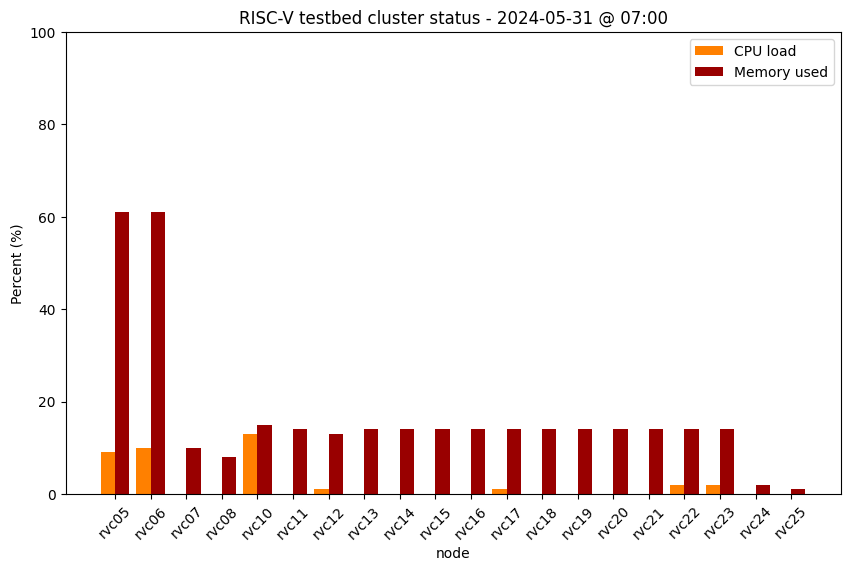 RISC-V testbed cluster status - 2024-05-31 @ 07:00
CPU load
Memory used
Percent (%)
100
80
60
40
20
0
rvc05
rvc06
rvc07
rvc08
rvc10
rvc11
rvc12
rvc13
rvc14
rvc15
rvc16
rvc17
rvc18
rvc19
rvc20
rvc21
rvc22
rvc23
rvc24
rvc25
node